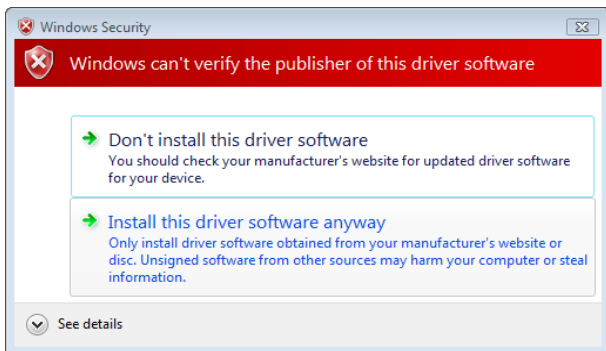 Windows Security
Windows can't verify the publisher of this driver software
Don't install this driver software
You should check your manufacturer's website for updated driver software
for your device.
Install this driver software anyway
Only install driver software obtained from your manufacturer's website or
disc. Unsigned software from other sources may harm your computer or steal
information.
See details